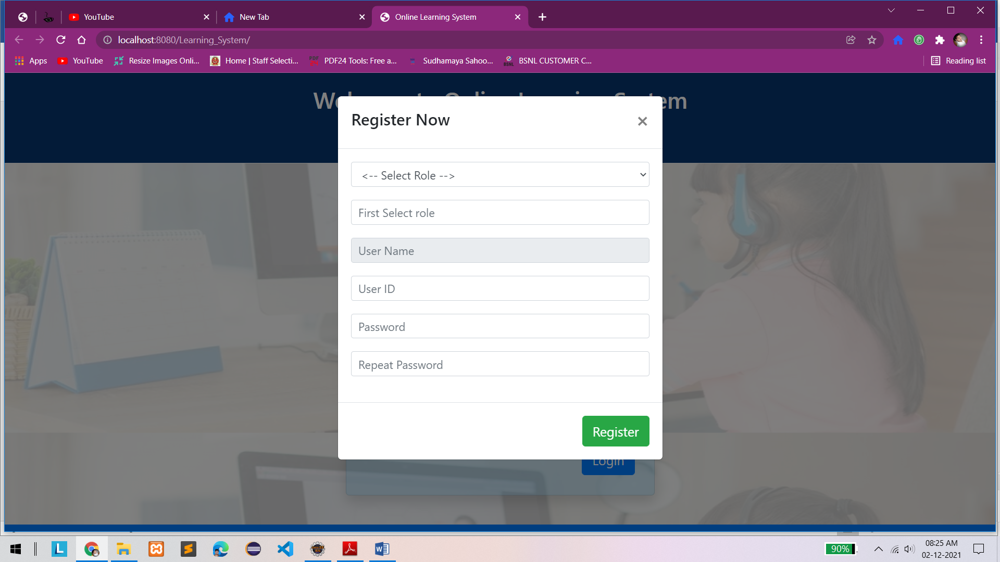 YouTube
New Tab
Online Learning System
localhost:8080/Learning_System/
Apps
YouTube
Resize Images Onli...
Home | Staff Selecti...
PDF24 Tools: Free a...
Sudhamaya Sahoo...
BSNL CUSTOMER C...
Reading list
Register Now
<-- Select Role -->
First Select role
User Name
User ID
Password
Repeat Password
Register
Login
90%
08:25 AM
02-12-2021